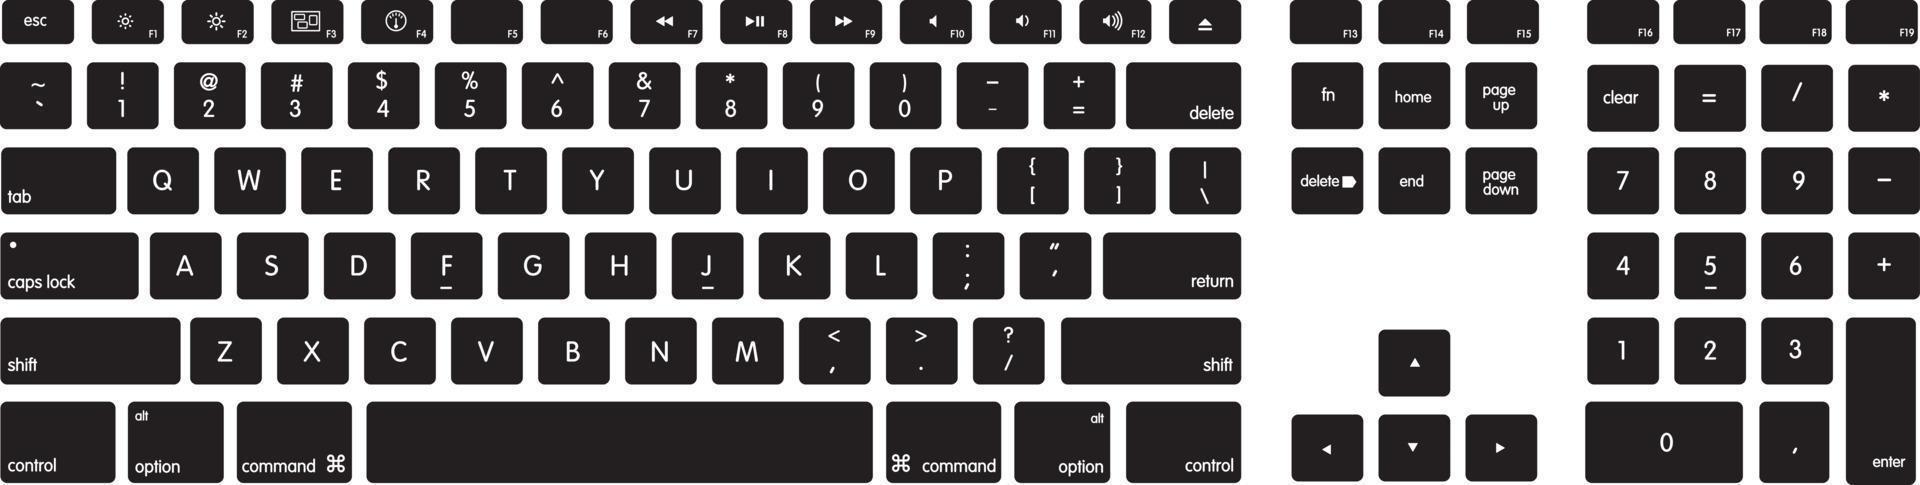 esc F1 F2 F3 F4 F5 F6 F7 F8 F9 F10 F11 F12 F13 F14 F15 F16 F17 F18 F19
~ ! @ # $ % ^ & * ( ) – +
` 1 2 3 4 5 6 7 8 9 0 - = delete fn home page up clear = / *
tab Q W E R T Y U I O P { [ } ] | \ delete end page down 7 8 9 –
caps lock A S D F G H J K L : ; " ' return 4 5 6 +
shift Z X C V B N M < , > . ? / shift 1 2 3
control alt option command ⌘ ⌘ command alt option control 0 , enter